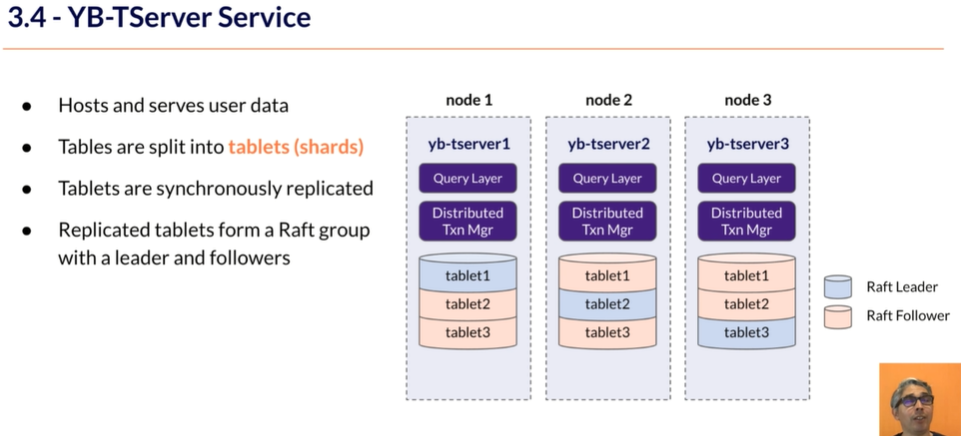 3.4 - YB-TServer Service
● Hosts and serves user data
● Tables are split into tablets (shards)
● Tablets are synchronously replicated
● Replicated tablets form a Raft group
with a leader and followers
node 1
yb-tserver1
Query Layer
Distributed
Txn Mgr
tablet1
tablet2
tablet3
node 2
yb-tserver2
Query Layer
Distributed
Txn Mgr
tablet1
tablet2
tablet3
node 3
yb-tserver3
Query Layer
Distributed
Txn Mgr
tablet1
tablet2
tablet3
Raft Leader
Raft Follower